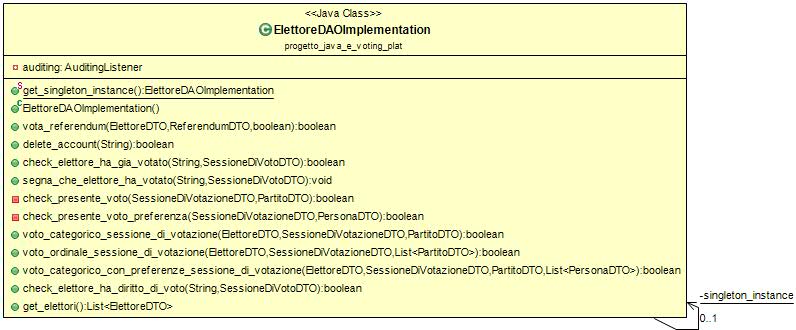 <<Java Class>>
C ElettoreDAOImplementation
progetto_java_e_voting_plat
auditing: AuditingListener
S get_singleton_instance():ElettoreDAOImplementation
C ElettoreDAOImplementation()
vota_referendum(ElettoreDTO,ReferendumDTO,boolean):boolean
delete_account(String):boolean
check_elettore_ha_gia_votato(String,SessioneDiVotoDTO):boolean
segna_che_elettore_ha_votato(String,SessioneDiVotoDTO):void
check_presente_voto(SessioneDiVotazioneDTO,PartitoDTO):boolean
check_presente_voto_preferenza(SessioneDiVotazioneDTO,PersonaDTO):boolean
voto_categorico_sessione_di_votazione(ElettoreDTO,SessioneDiVotazioneDTO,PartitoDTO):boolean
voto_ordinale_sessione_di_votazione(ElettoreDTO,SessioneDiVotazioneDTO,List<PartitoDTO>):boolean
voto_categorico_con_preferenze_sessione_di_votazione(ElettoreDTO,SessioneDiVotazioneDTO,PartitoDTO,List<PersonaDTO>):boolean
check_elettore_ha_diritto_di_voto(String,SessioneDiVotoDTO):boolean
get_elettori():List<ElettoreDTO>
-singleton_instance
0..1